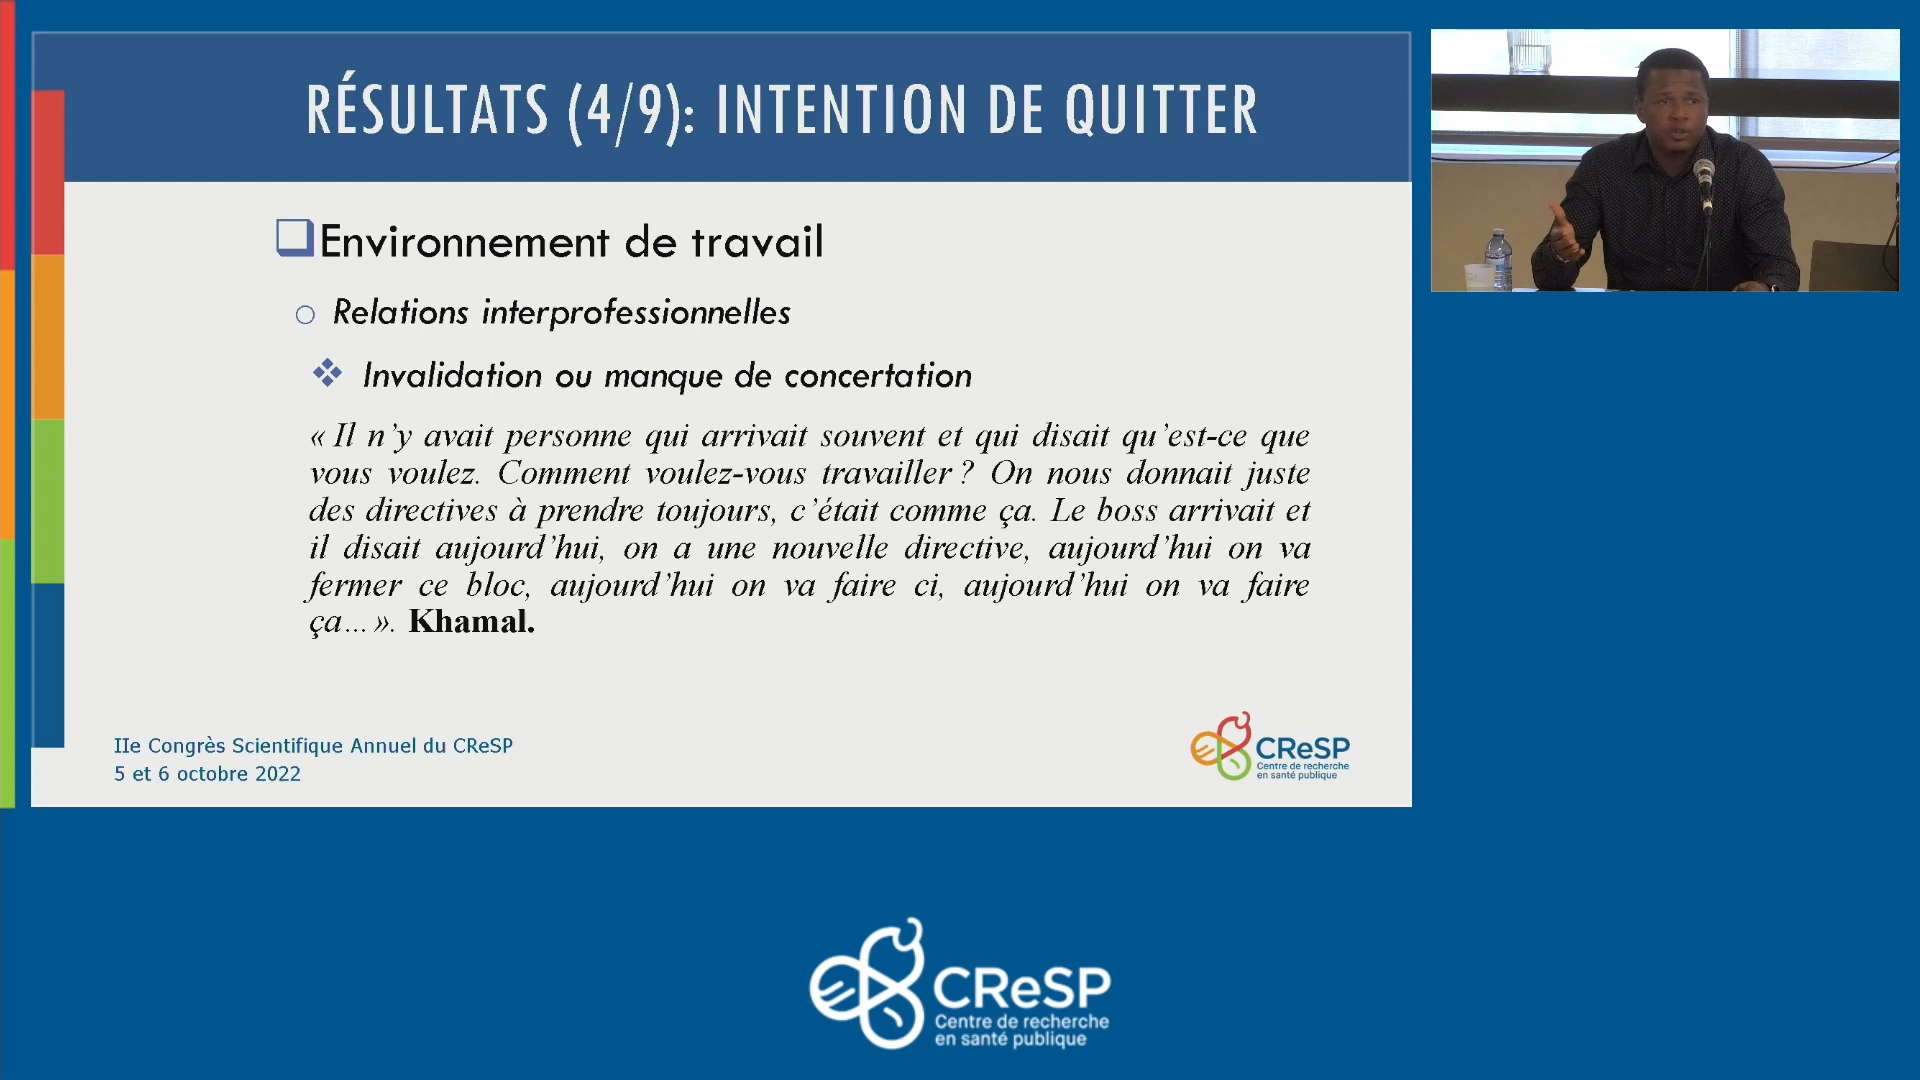 RÉSULTATS (4/9): INTENTION DE QUITTER
Environnement de travail
Relations interprofessionnelles
Invalidation ou manque de concertation
« Il n’y avait personne qui arrivait souvent et qui disait qu’est-ce que
vous voulez. Comment voulez-vous travailler ? On nous donnait juste
des directives à prendre toujours, c’était comme ça. Le boss arrivait et
il disait aujourd’hui, on a une nouvelle directive, aujourd’hui on va
fermer ce bloc, aujourd’hui on va faire ci, aujourd’hui on va faire
ça… ». Khamal.
IIe Congrès Scientifique Annuel du CReSP
5 et 6 octobre 2022
CReSP
Centre de recherche
en santé publique
CReSP
Centre de recherche
en santé publique